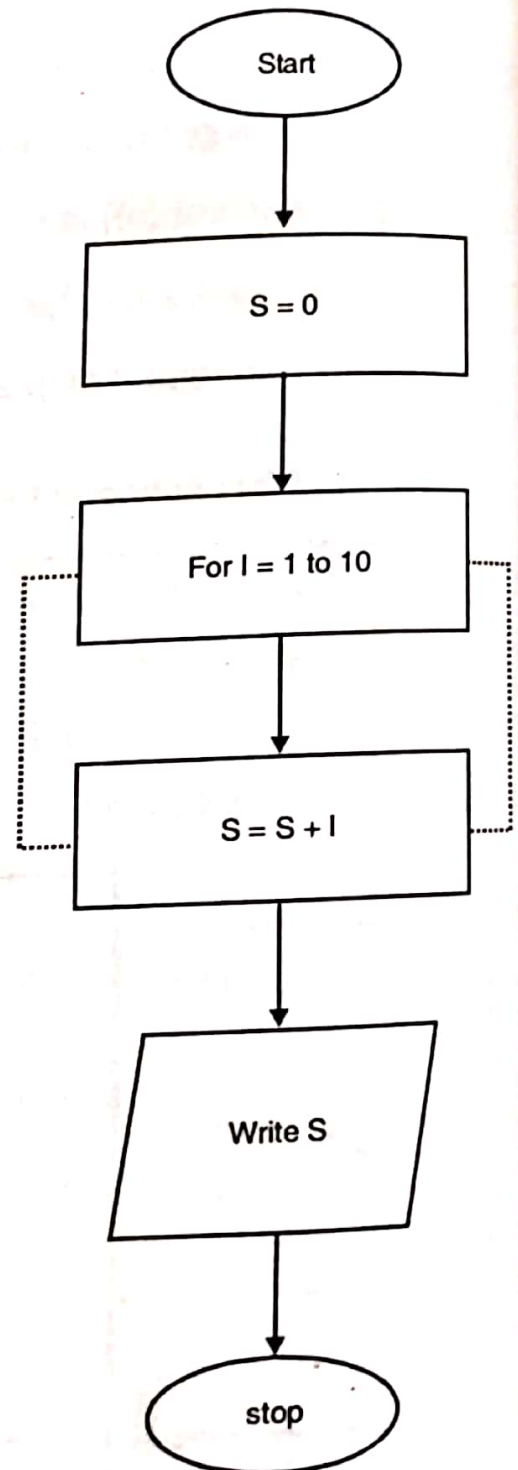 Start
S = 0
For I = 1 to 10
S = S + I
Write S
stop